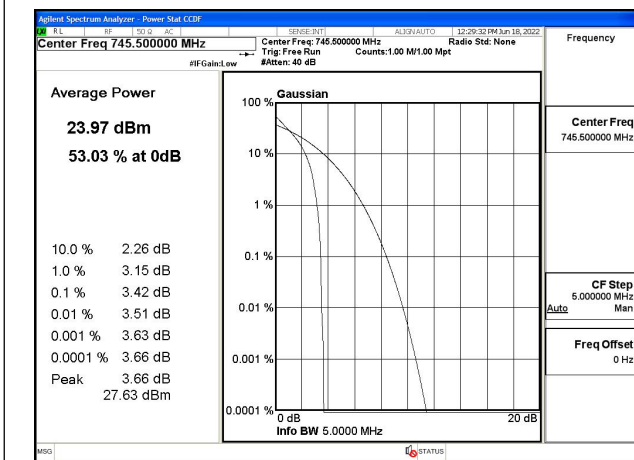 Agilent Spectrum Analyzer - Power Stat CCDF
LXI RL RF 50 Ω AC SENSE:INT ALIGN AUTO 12:29:32 PM Jun 18, 2022
Center Freq 745.500000 MHz
Center Freq: 745.500000 MHz Radio Std: None
Trig: Free Run Counts:1.00 M/1.00 Mpt
#IFGain:Low #Atten: 40 dB
Frequency
Average Power
23.97 dBm
53.03 % at 0dB
10.0 % 2.26 dB
1.0 % 3.15 dB
0.1 % 3.42 dB
0.01 % 3.51 dB
0.001 % 3.63 dB
0.0001 % 3.66 dB
Peak 3.66 dB
27.63 dBm
Gaussian
100 %
10 %
1 %
0.1 %
0.01 %
0.001 %
0.0001 %
0 dB 20 dB
Info BW 5.0000 MHz
Center Freq
745.500000 MHz
CF Step
5.000000 MHz
Auto Man
Freq Offset
0 Hz
MSG STATUS